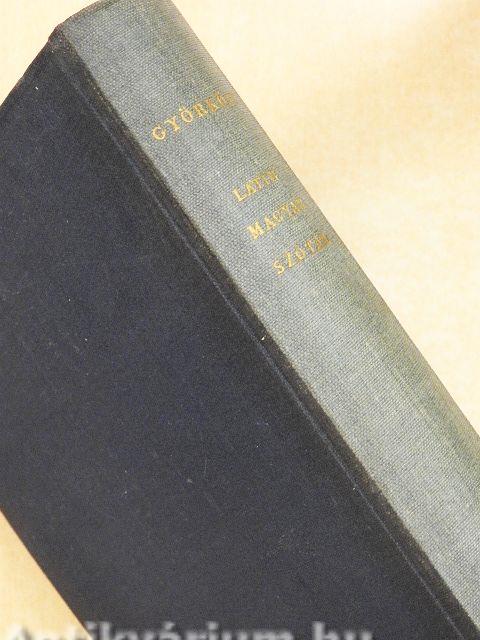 GYÖRKÖSY
LATIN
MAGYAR
SZÓTÁR
antikvárium.hu